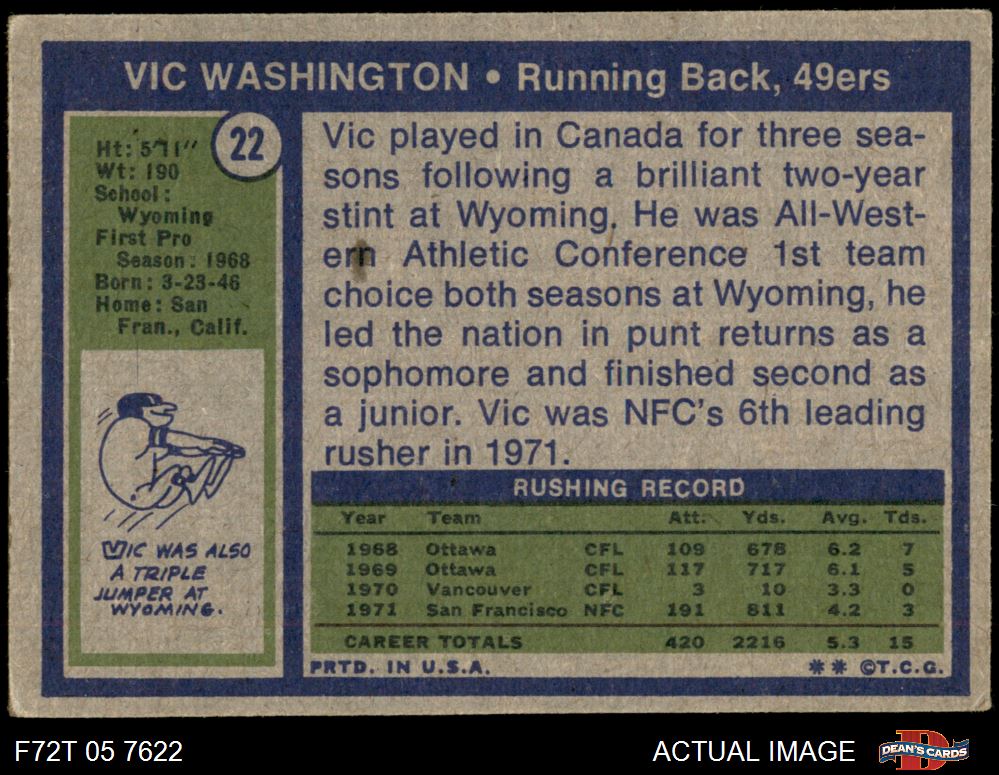 VIC WASHINGTON • Running Back, 49ers
22
Ht: 5'11"
Wt: 190
School:
Wyoming
First Pro
Season: 1968
Born: 3-23-46
Home: San
Fran., Calif.
VIC WAS ALSO
A TRIPLE
JUMPER AT
WYOMING.
Vic played in Canada for three sea-
sons following a brilliant two-year
stint at Wyoming. He was All-West-
ern Athletic Conference 1st team
choice both seasons at Wyoming, he
led the nation in punt returns as a
sophomore and finished second as
a junior. Vic was NFC's 6th leading
rusher in 1971.
RUSHING RECORD
Year Team Att. Yds. Avg. Tds.
1968 Ottawa CFL 109 678 6.2 7
1969 Ottawa CFL 117 717 6.1 5
1970 Vancouver CFL 3 10 3.3 0
1971 San Francisco NFC 191 811 4.2 3
CAREER TOTALS 420 2216 5.3 15
PRTD. IN U.S.A. ** ©T.C.G.
F72T 05 7622 ACTUAL IMAGE DEAN'S CARDS